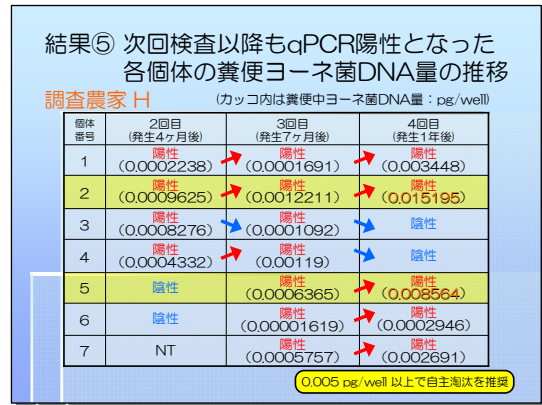 結果⑤ 次回検査以降もqPCR陽性となった
各個体の糞便ヨーネ菌DNA量の推移
調査農家 H (カッコ内は糞便中ヨーネ菌DNA量：pg/well)
個体番号 2回目(発生4ヶ月後) 3回目(発生7ヶ月後) 4回目(発生1年後)
1 陽性(0.0002238) 陽性(0.0001691) 陽性(0.003448)
2 陽性(0.0009625) 陽性(0.0012211) 陽性(0.015195)
3 陽性(0.0008276) 陽性(0.0001092) 陰性
4 陽性(0.0004332) 陽性(0.00119) 陰性
5 陰性 陽性(0.0006365) 陽性(0.008564)
6 陰性 陽性(0.00001619) 陽性(0.0002946)
7 NT 陽性(0.0005757) 陽性(0.002691)
0.005 pg/well 以上で自主淘汰を推奨